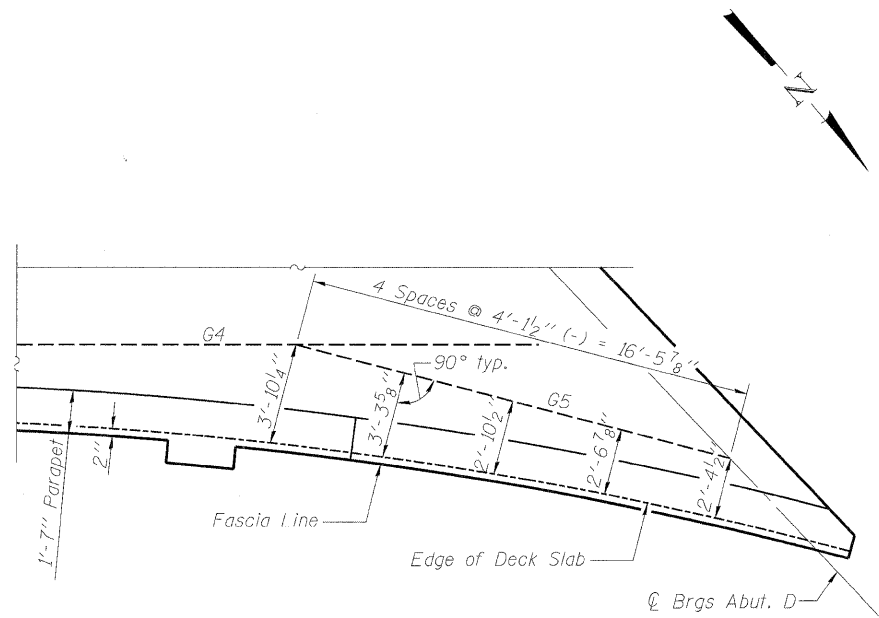 N
4 Spaces @ 4'-1½" (-) = 16'-5⅞"
G4
90° typ.
G5
3'-10¼"
3'-3⅝"
2'-10½"
2'-6⅞"
2'-4½"
1'-7" Parapet
2"
Fascia Line
Edge of Deck Slab
℄ Brgs Abut. D